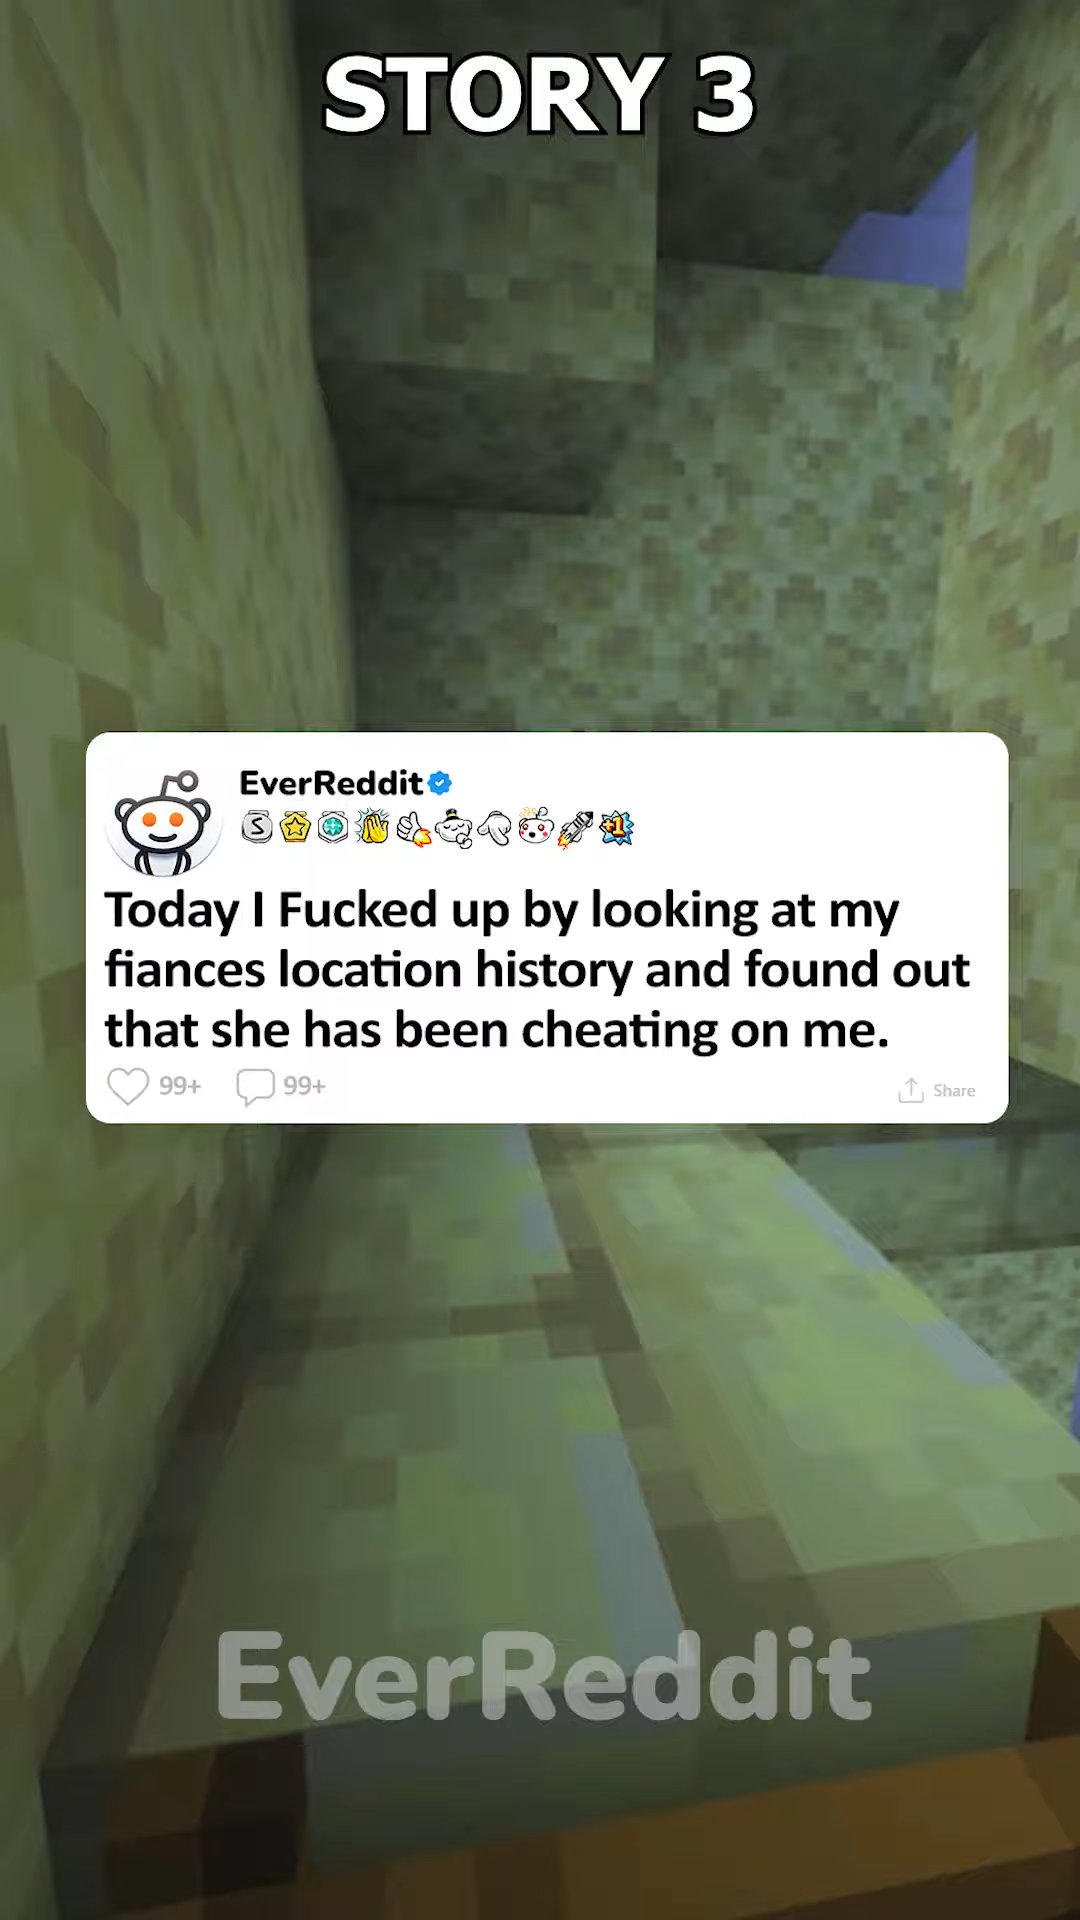 STORY 3
EverReddit
Today I Fucked up by looking at my
fiances location history and found out
that she has been cheating on me.
99+ 99+ Share
EverReddit